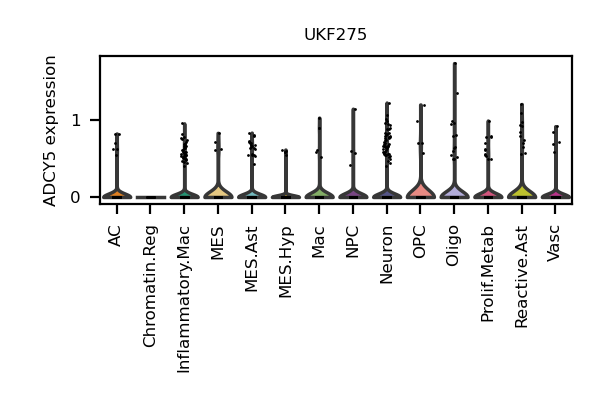 UKF275
ADCY5 expression
1
0
AC
Chromatin.Reg
Inflammatory.Mac
MES
MES.Ast
MES.Hyp
Mac
NPC
Neuron
OPC
Oligo
Prolif.Metab
Reactive.Ast
Vasc